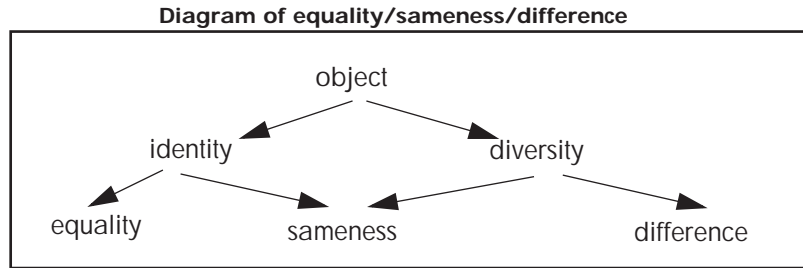 Diagram of equality/sameness/difference
object
identity diversity
equality sameness difference